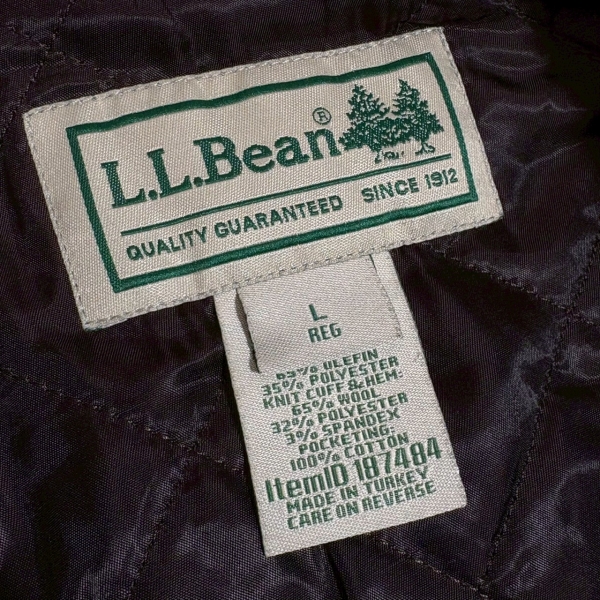 L.L.Bean®
QUALITY GUARANTEED SINCE 1912
L
REG
65% OLEFIN
35% POLYESTER
KNIT CUFF & HEM:
65% WOOL
32% POLYESTER
3% SPANDEX
POCKETING:
100% COTTON
ItemID 187484
MADE IN TURKEY
CARE ON REVERSE